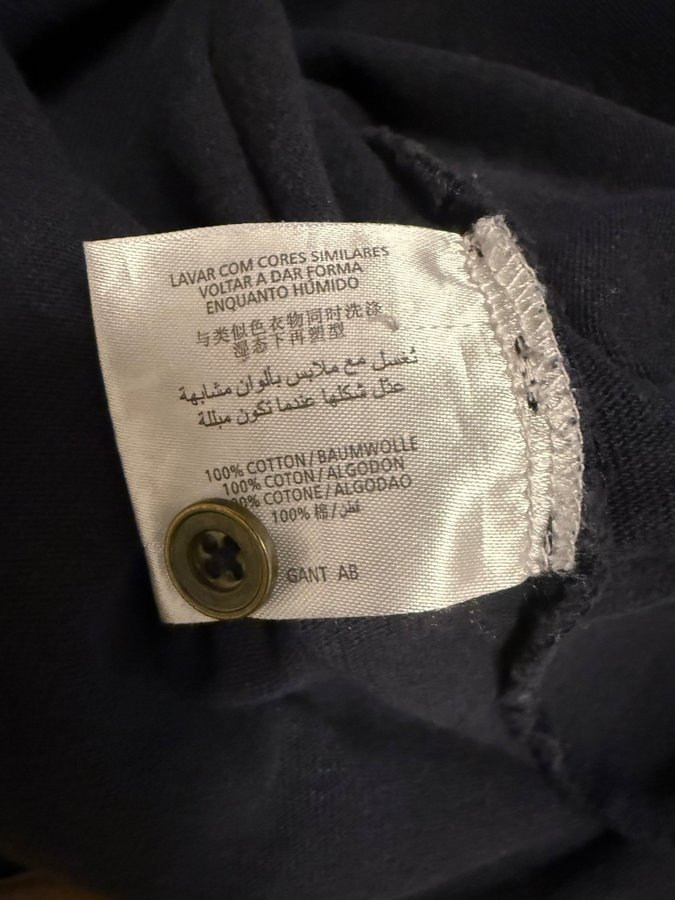 LAVAR COM CORES SIMILARES
VOLTAR A DAR FORMA
ENQUANTO HÚMIDO
与类似色衣物同时洗涤
湿态下再塑型
تغسل مع ملابس بألوان مشابهة
عدّل شكلها عندما تكون مبللة
100% COTTON/BAUMWOLLE
100% COTON/ALGODON
00% COTONE/ALGODAO
100% 棉/قطن
GANT AB